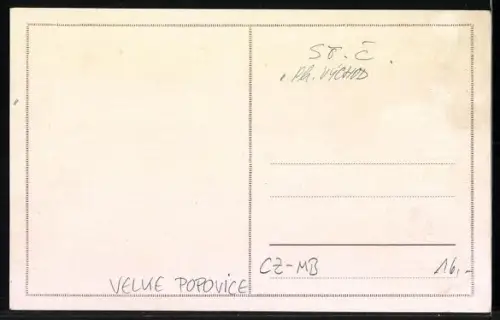 ST. Č.
PR. VÝCHOD
CZ-MB
16,-
VELKE POPOVICE